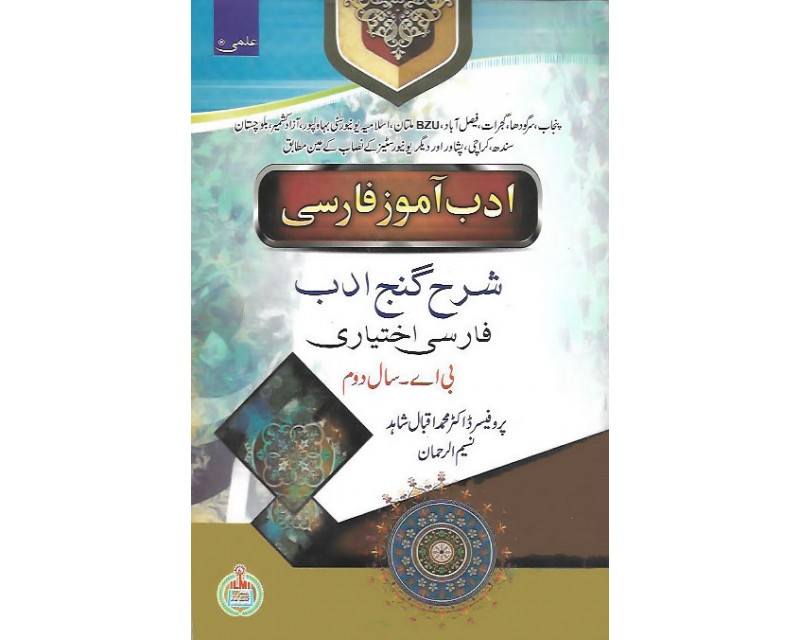 علمی
پنجاب، سرگودھا، گجرات، فیصل آباد، BZU ملتان، اسلامیہ یونیورسٹی بہاولپور، آزاد کشمیر، بلوچستان
سندھ، کراچی، پشاور اور دیگر یونیورسٹیز کے نصاب کے عین مطابق
ادب آموز فارسی
شرح گنج ادب
فارسی اختیاری
بی اے۔ سال دوم
پروفیسر ڈاکٹر محمد اقبال شاہد
نسیم الرحمان
ILMI